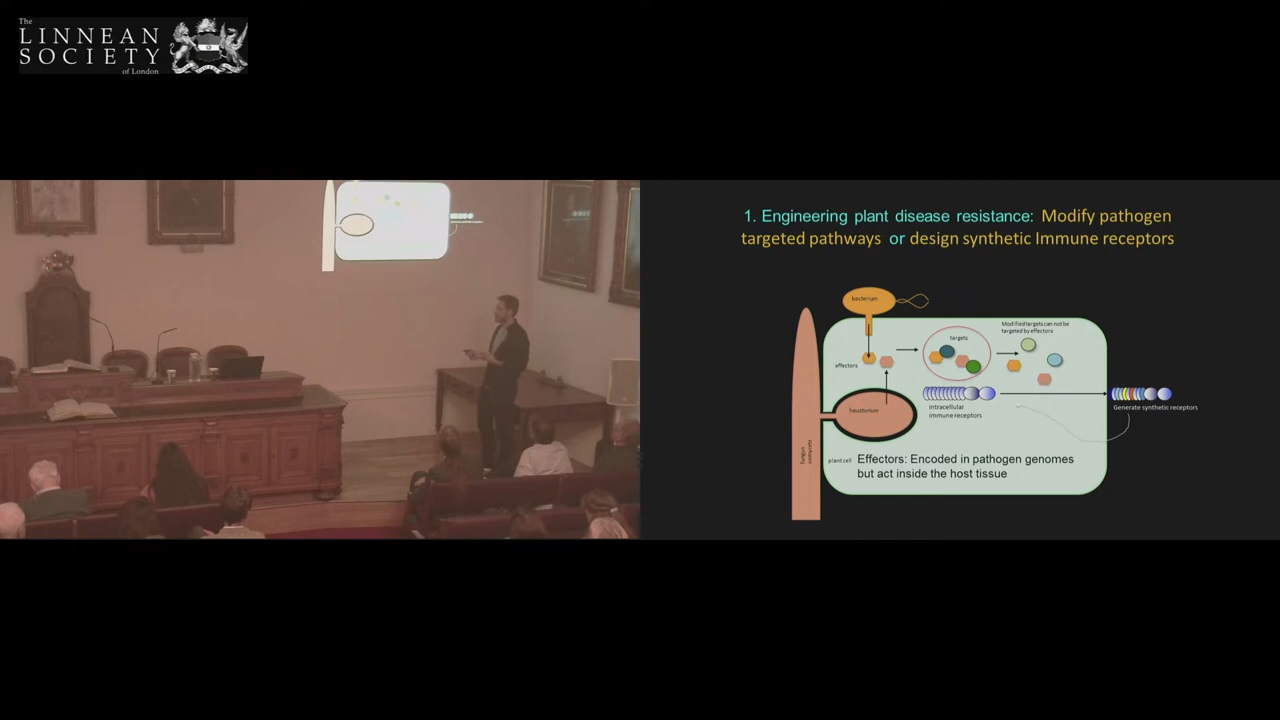 The
LINNEAN
SOCIETY
of London
1. Engineering plant disease resistance: Modify pathogen
targeted pathways or design synthetic Immune receptors
bacterium
Modified targets can not be
targeted by effectors
targets
effectors
haustorium
intracellular
immune receptors
Generate synthetic receptors
fungus
oomycete
plant cell
Effectors: Encoded in pathogen genomes
but act inside the host tissue